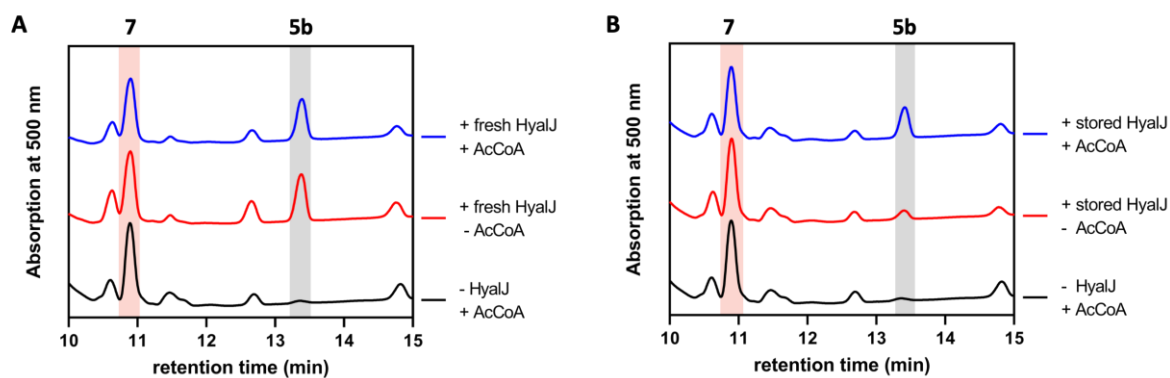 A
7
5b
Absorption at 500 nm
+ fresh HyalJ
+ AcCoA
+ fresh HyalJ
- AcCoA
- HyalJ
+ AcCoA
10 11 12 13 14 15
retention time (min)
B
7
5b
Absorption at 500 nm
+ stored HyalJ
+ AcCoA
+ stored HyalJ
- AcCoA
- HyalJ
+ AcCoA
10 11 12 13 14 15
retention time (min)